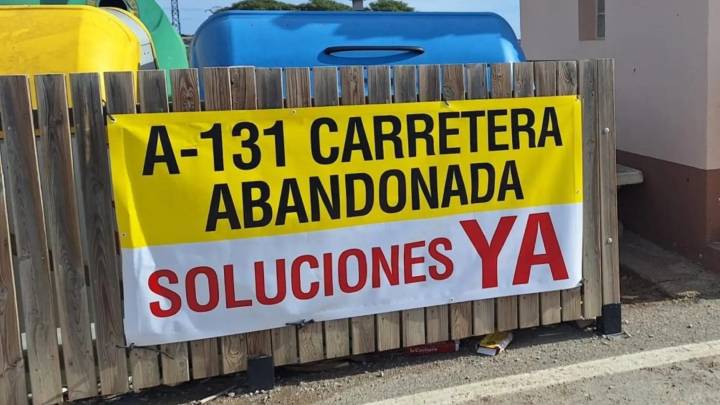 A-131 CARRETERA
ABANDONADA
SOLUCIONES YA